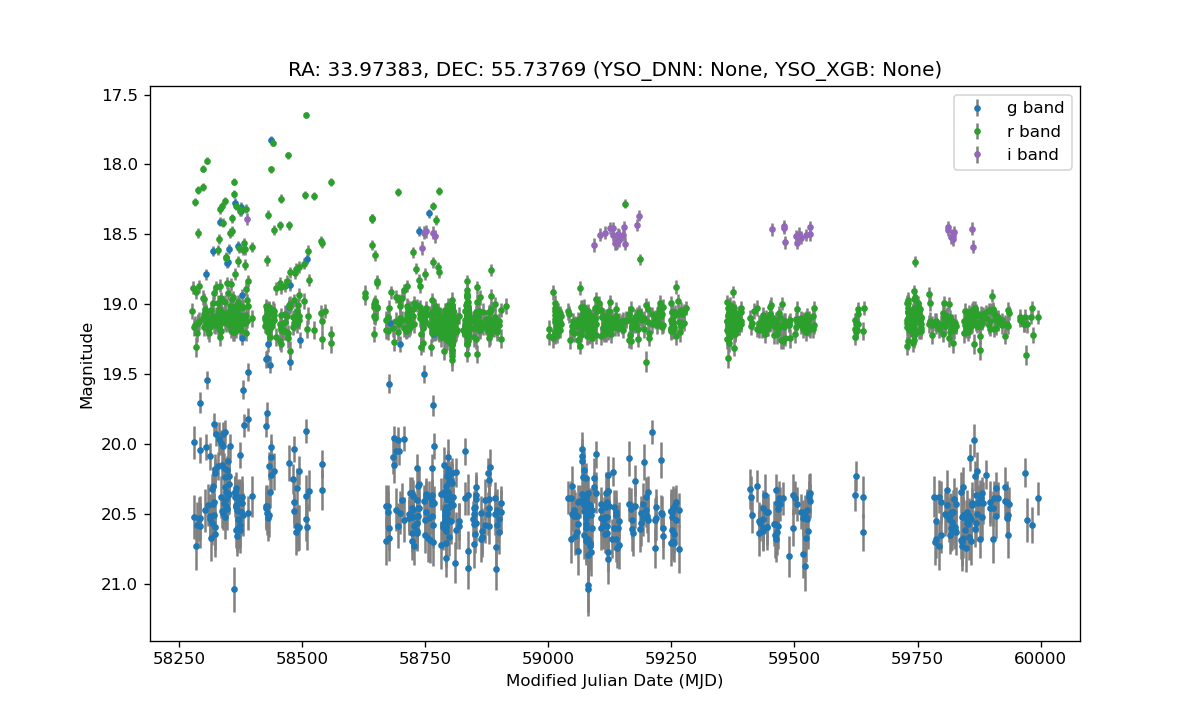 RA: 33.97383, DEC: 55.73769 (YSO_DNN: None, YSO_XGB: None)
g band
r band
i band
17.5
18.0
18.5
19.0
19.5
20.0
20.5
21.0
Magnitude
58250 58500 58750 59000 59250 59500 59750 60000
Modified Julian Date (MJD)